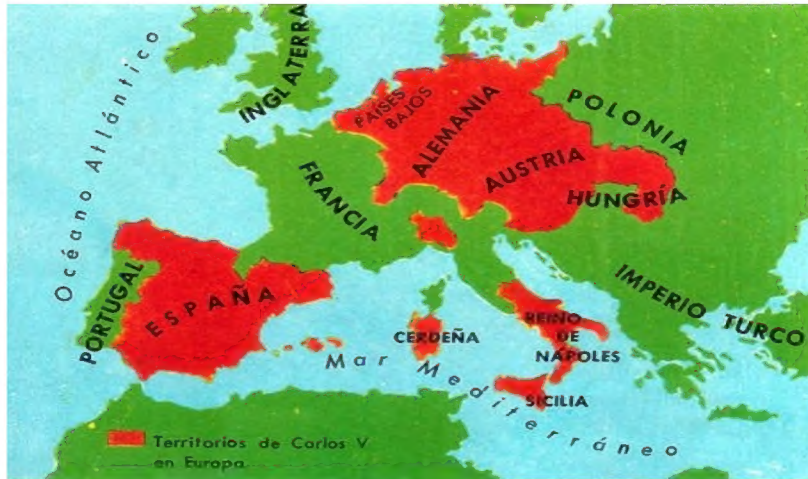 Océano Atlántico
INGLATERRA
PAÍSES
BAJOS
ALEMANIA
POLONIA
AUSTRIA
HUNGRÍA
FRANCIA
PORTUGAL
ESPAÑA
IMPERIO TURCO
CERDEÑA
REINO
DE
NÁPOLES
SICILIA
Mar Mediterráneo
Territorios de Carlos V
en Europa.